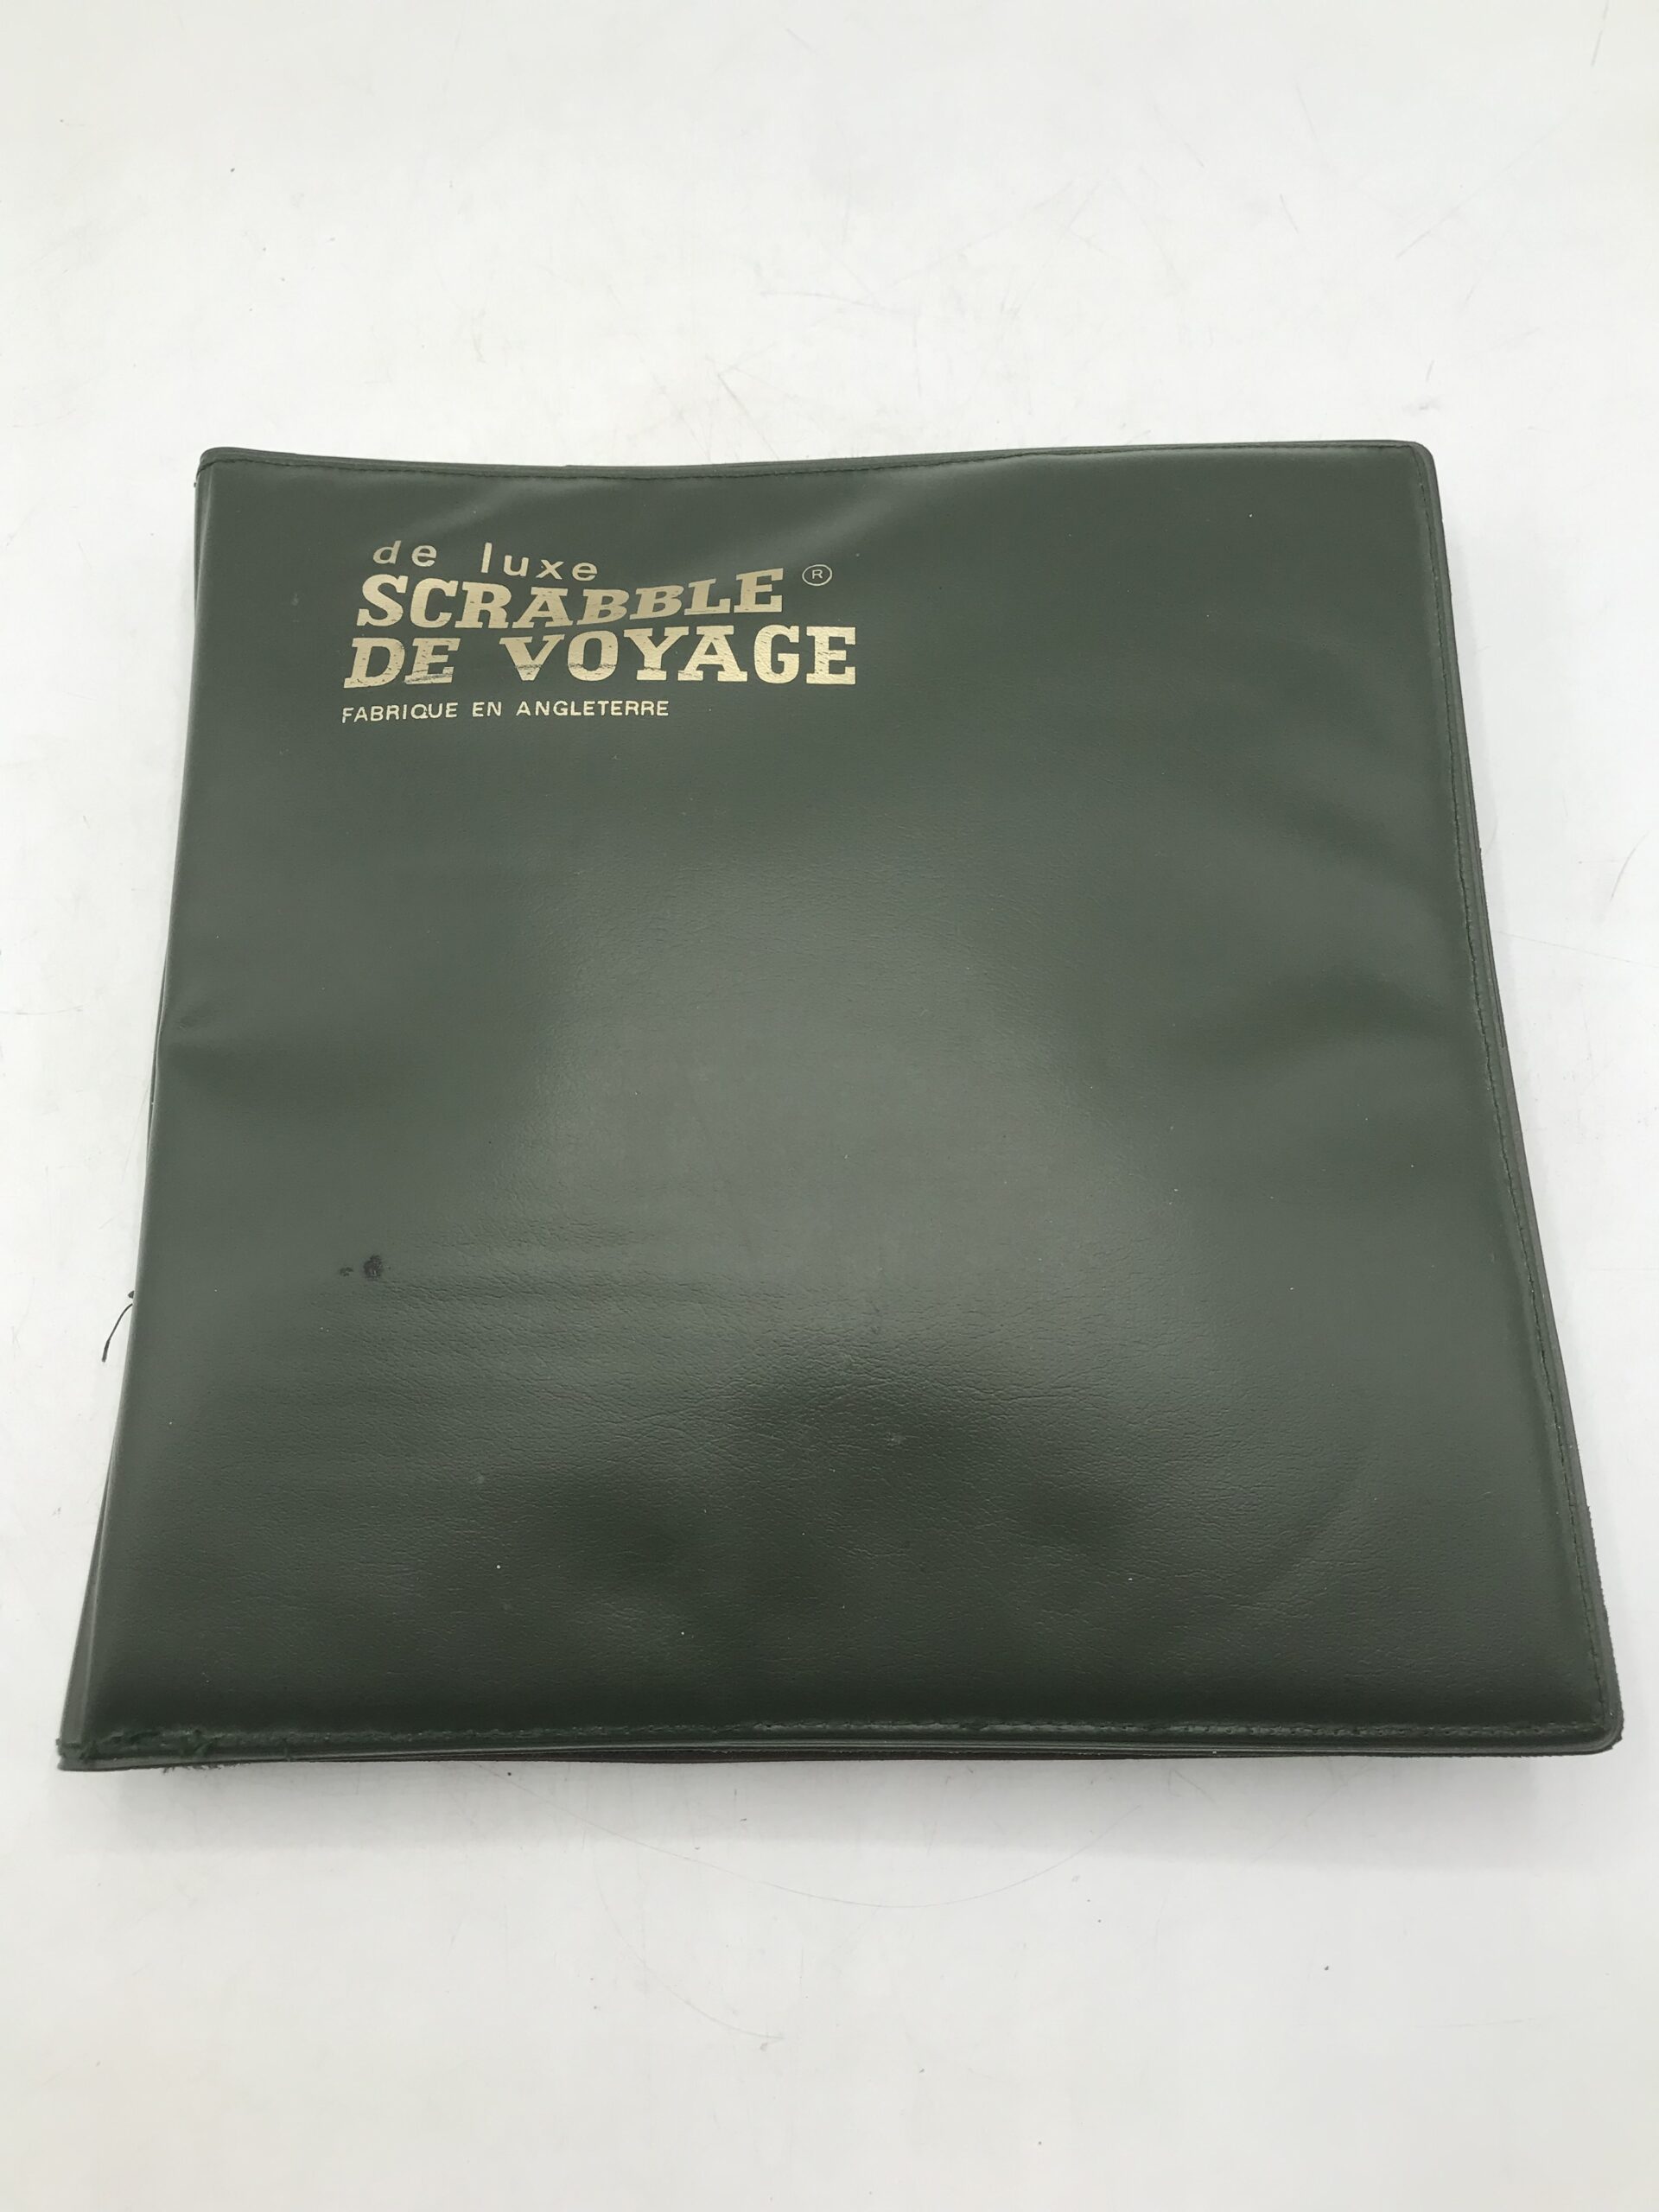 de luxe
SCRABBLE ®
DE VOYAGE
FABRIQUE EN ANGLETERRE